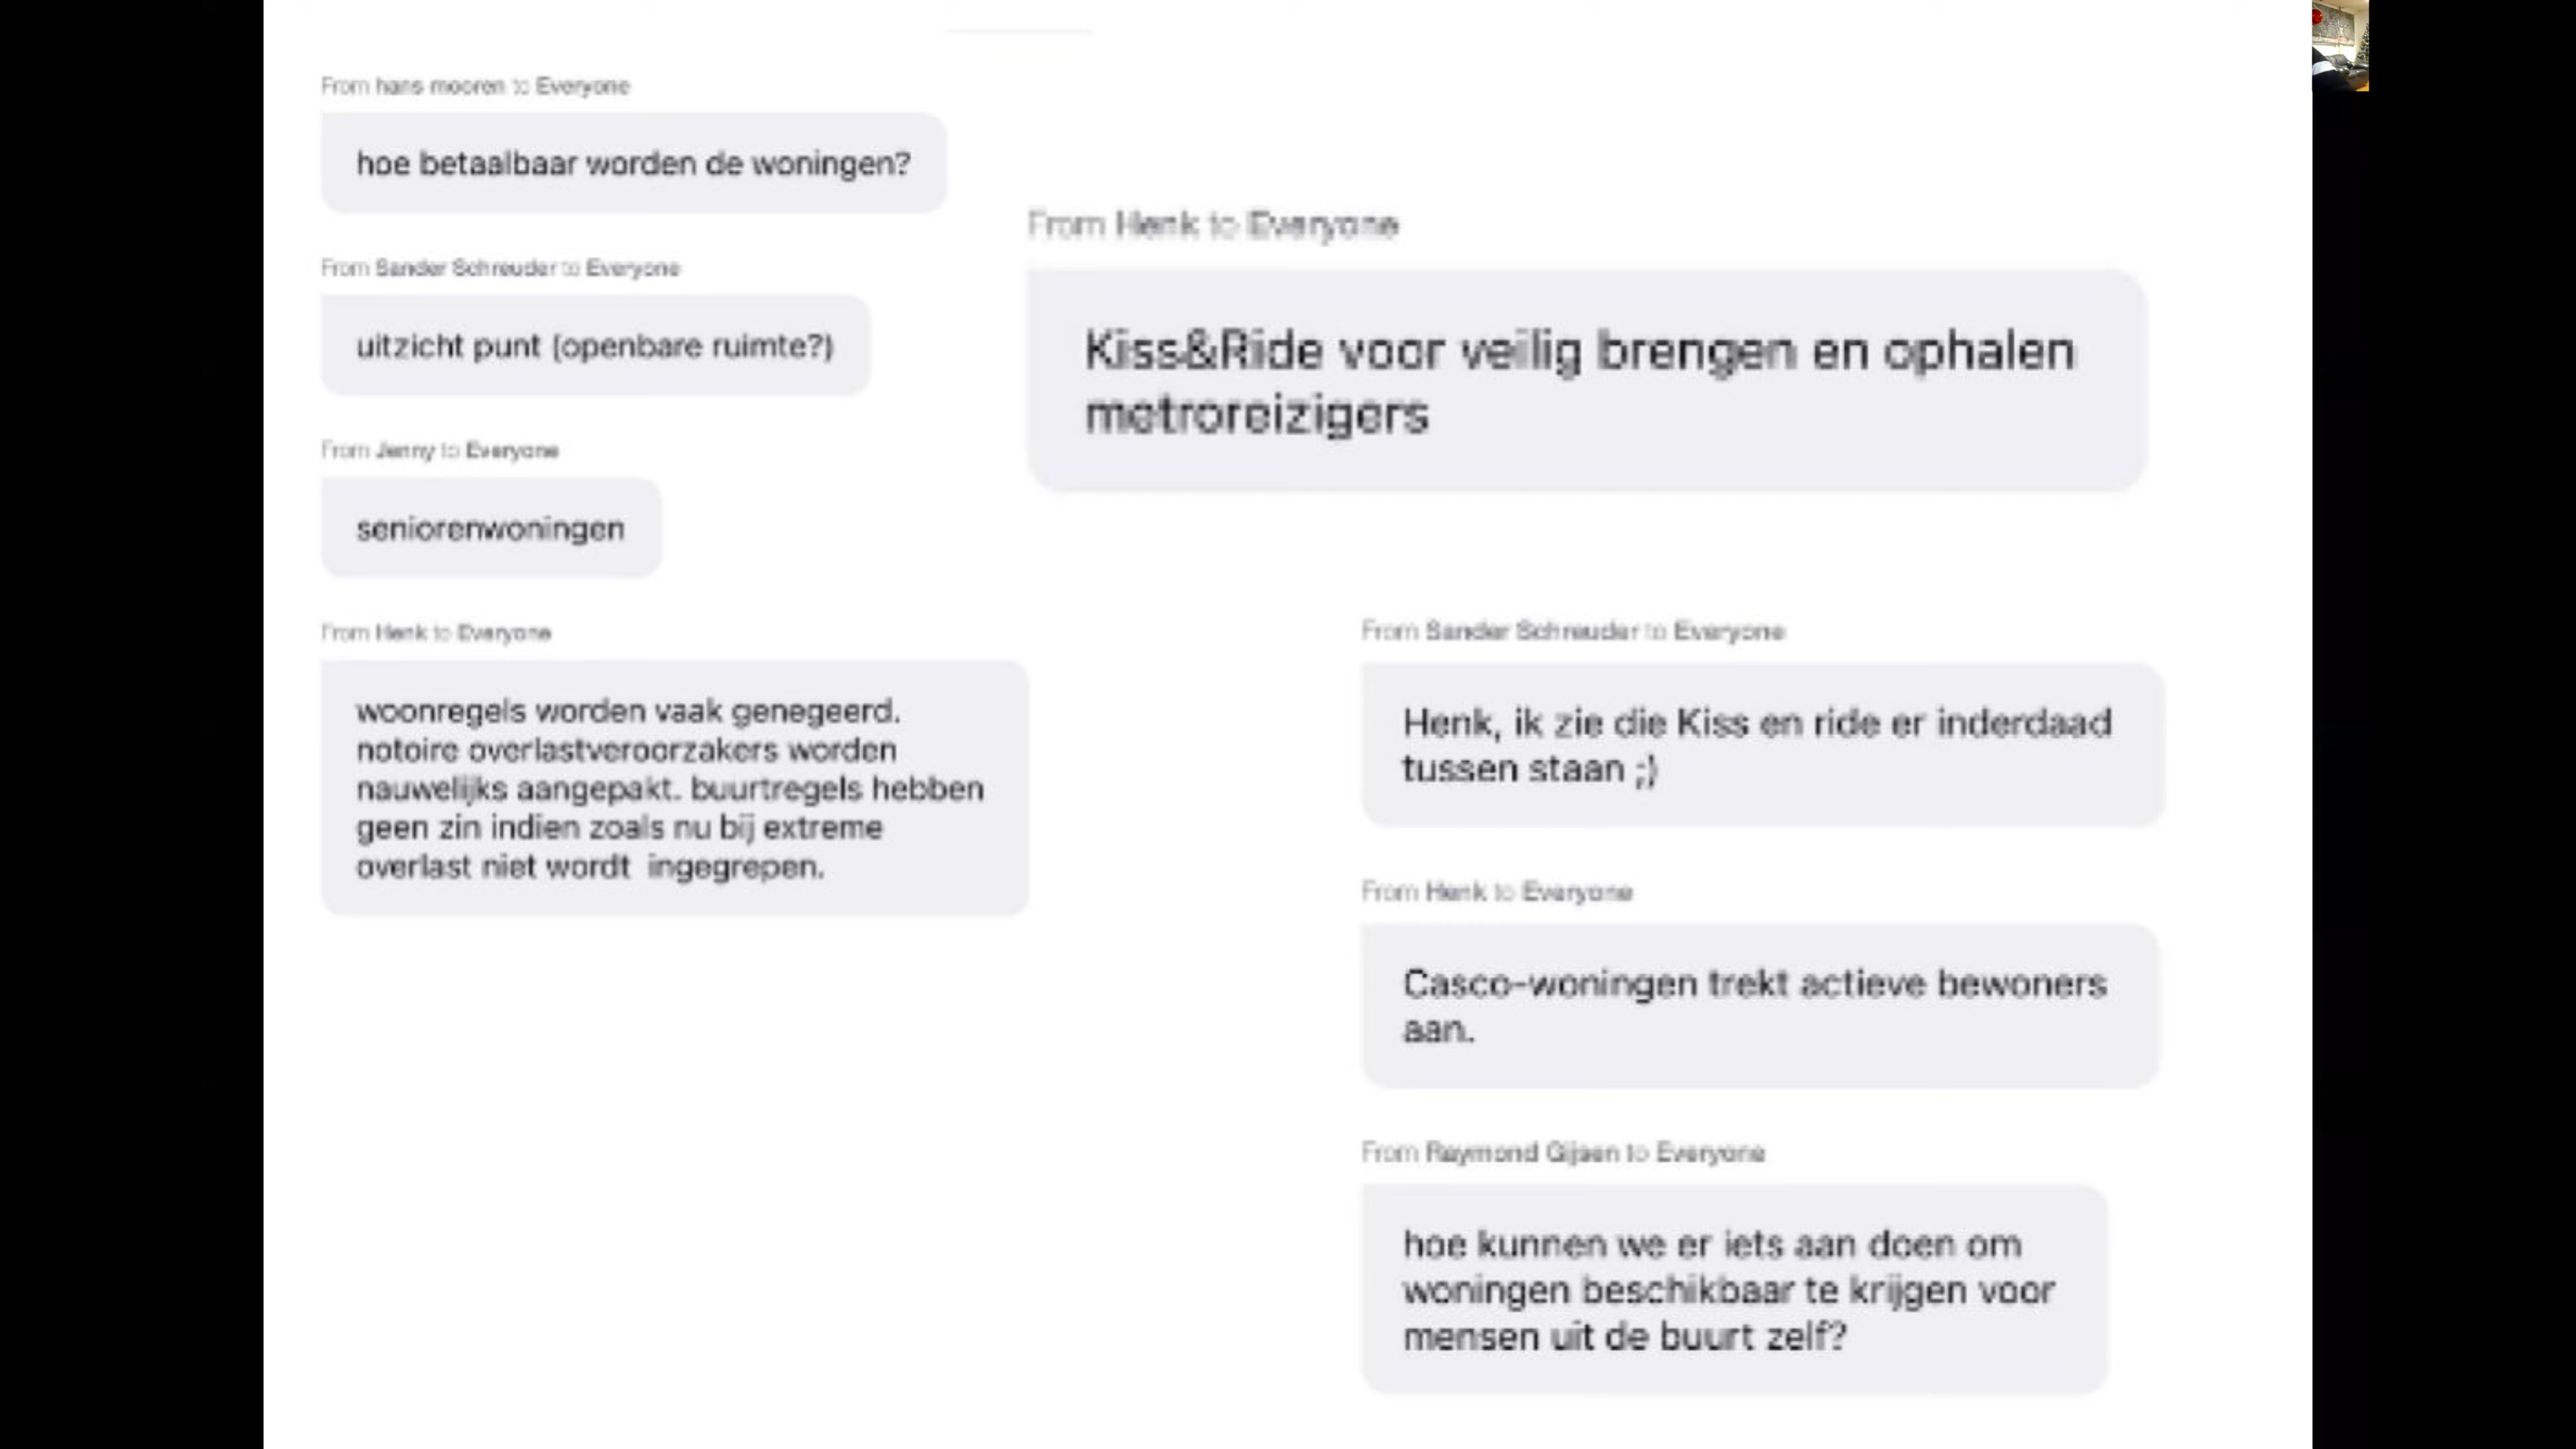 From hans mooren to Everyone
hoe betaalbaar worden de woningen?
From Sander Schreuder to Everyone
uitzicht punt (openbare ruimte?)
From Jenny to Everyone
seniorenwoningen
From Henk to Everyone
woonregels worden vaak genegeerd.
notoire overlastveroorzakers worden
nauwelijks aangepakt. buurtregels hebben
geen zin indien zoals nu bij extreme
overlast niet wordt  ingegrepen.
From Henk to Everyone
Kiss&Ride voor veilig brengen en ophalen
metroreizigers
From Sander Schreuder to Everyone
Henk, ik zie die Kiss en ride er inderdaad
tussen staan ;)
From Henk to Everyone
Casco-woningen trekt actieve bewoners
aan.
From Raymond Gijsen to Everyone
hoe kunnen we er iets aan doen om
woningen beschikbaar te krijgen voor
mensen uit de buurt zelf?